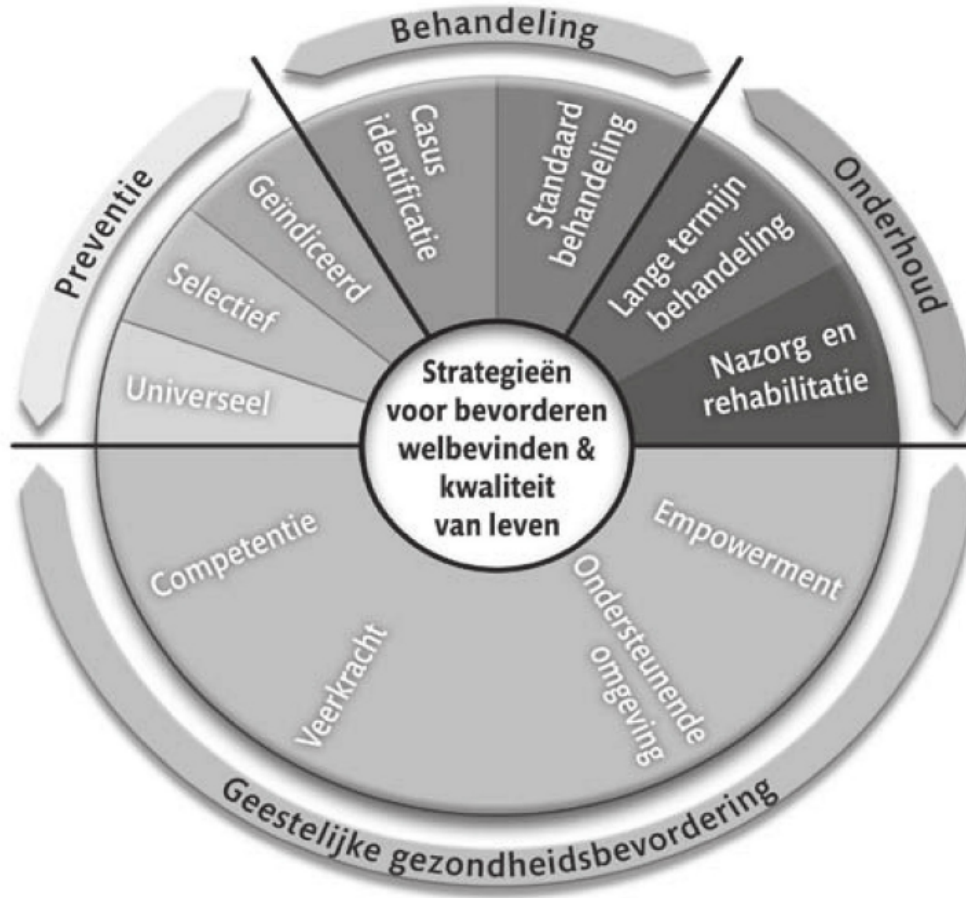 Behandeling
Preventie
Onderhoud
Universeel
Selectief
Geïndiceerd
Casus
identificatie
Standaard
behandeling
Lange termijn
behandeling
Nazorg en
rehabilitatie
Strategieën
voor bevorderen
welbevinden &
kwaliteit
van leven
Competentie
Veerkracht
Ondersteunende
omgeving
Empowerment
Geestelijke gezondheidsbevordering